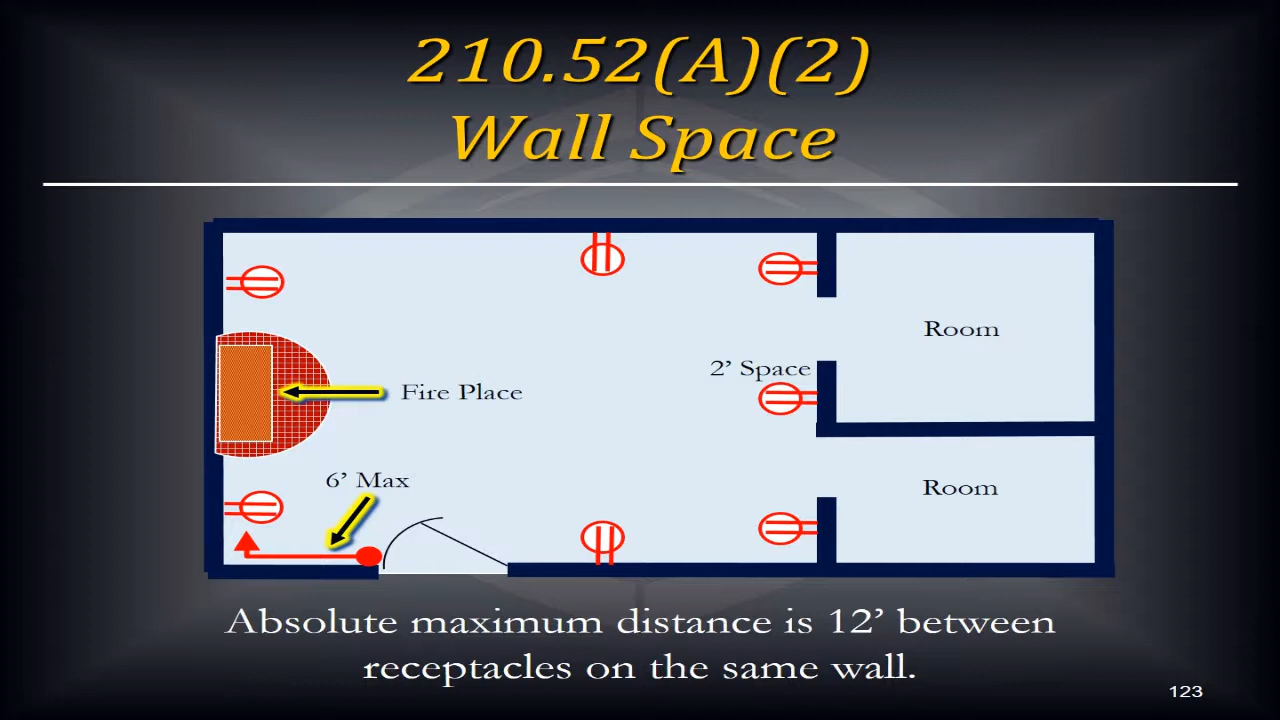 210.52(A)(2)
Wall Space
Room
2’ Space
Fire Place
6’ Max
Room
Absolute maximum distance is 12’ between
receptacles on the same wall.
123